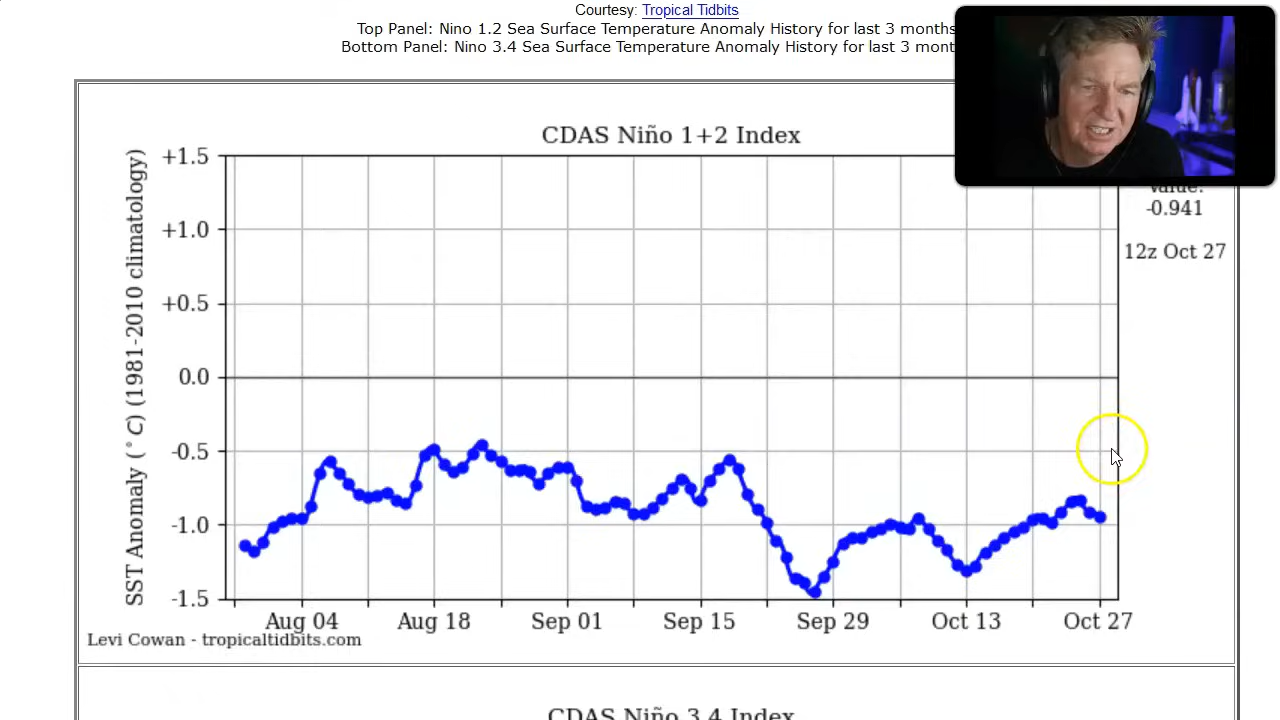 Courtesy: Tropical Tidbits
Top Panel: Nino 1.2 Sea Surface Temperature Anomaly History for last 3 months
Bottom Panel: Nino 3.4 Sea Surface Temperature Anomaly History for last 3 mont
CDAS Niño 1+2 Index
SST Anomaly (°C) (1981-2010 climatology)
+1.5
+1.0
+0.5
0.0
-0.5
-1.0
-1.5
Value:
-0.941
12z Oct 27
Aug 04 Aug 18 Sep 01 Sep 15 Sep 29 Oct 13 Oct 27
Levi Cowan - tropicaltidbits.com
CDAS Niño 3.4 Index